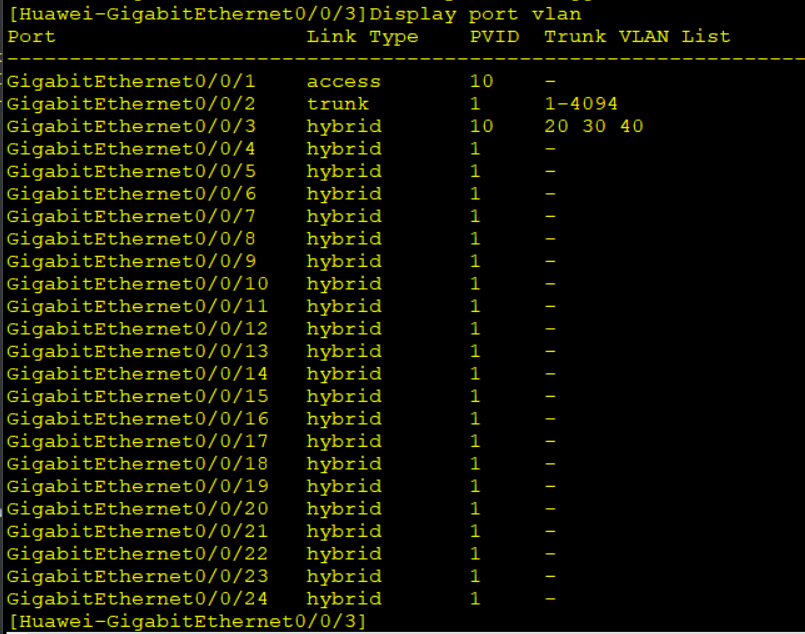 [Huawei-GigabitEthernet0/0/3]Display port vlan
Port                    Link Type    PVID  Trunk VLAN List
-------------------------------------------------------------------------------
GigabitEthernet0/0/1    access       10    -
GigabitEthernet0/0/2    trunk        1     1-4094
GigabitEthernet0/0/3    hybrid       10    20 30 40
GigabitEthernet0/0/4    hybrid       1     -
GigabitEthernet0/0/5    hybrid       1     -
GigabitEthernet0/0/6    hybrid       1     -
GigabitEthernet0/0/7    hybrid       1     -
GigabitEthernet0/0/8    hybrid       1     -
GigabitEthernet0/0/9    hybrid       1     -
GigabitEthernet0/0/10   hybrid       1     -
GigabitEthernet0/0/11   hybrid       1     -
GigabitEthernet0/0/12   hybrid       1     -
GigabitEthernet0/0/13   hybrid       1     -
GigabitEthernet0/0/14   hybrid       1     -
GigabitEthernet0/0/15   hybrid       1     -
GigabitEthernet0/0/16   hybrid       1     -
GigabitEthernet0/0/17   hybrid       1     -
GigabitEthernet0/0/18   hybrid       1     -
GigabitEthernet0/0/19   hybrid       1     -
GigabitEthernet0/0/20   hybrid       1     -
GigabitEthernet0/0/21   hybrid       1     -
GigabitEthernet0/0/22   hybrid       1     -
GigabitEthernet0/0/23   hybrid       1     -
GigabitEthernet0/0/24   hybrid       1     -
[Huawei-GigabitEthernet0/0/3]